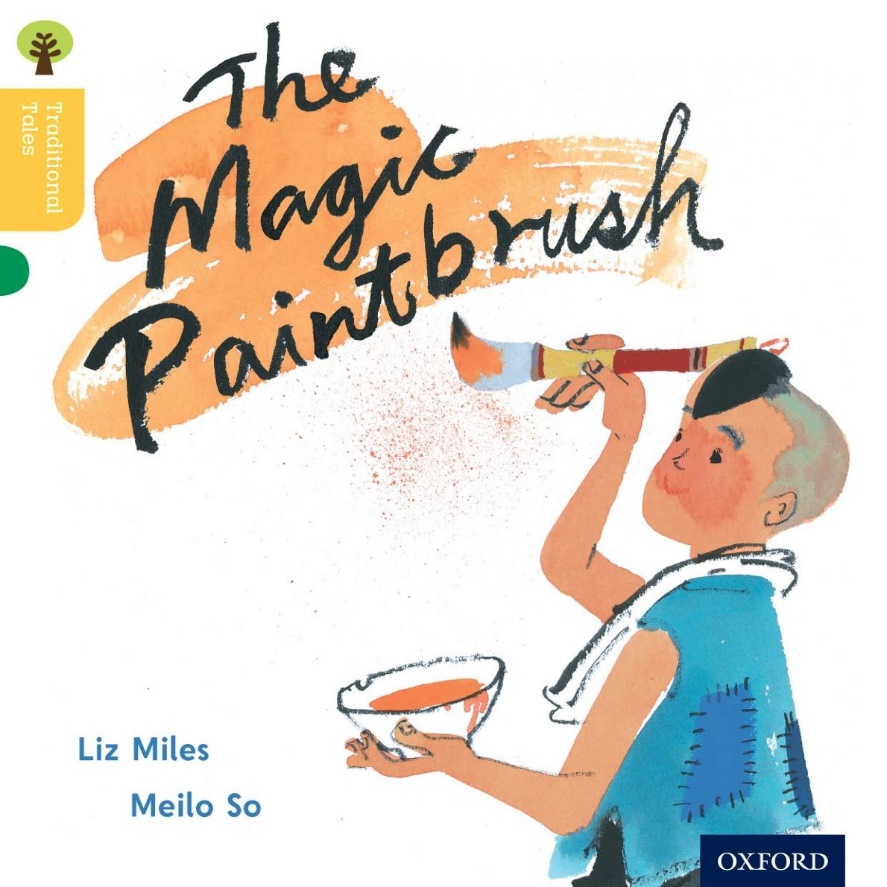 Traditional
Tales
The
Magic
Paintbrush
Liz Miles
Meilo So
OXFORD